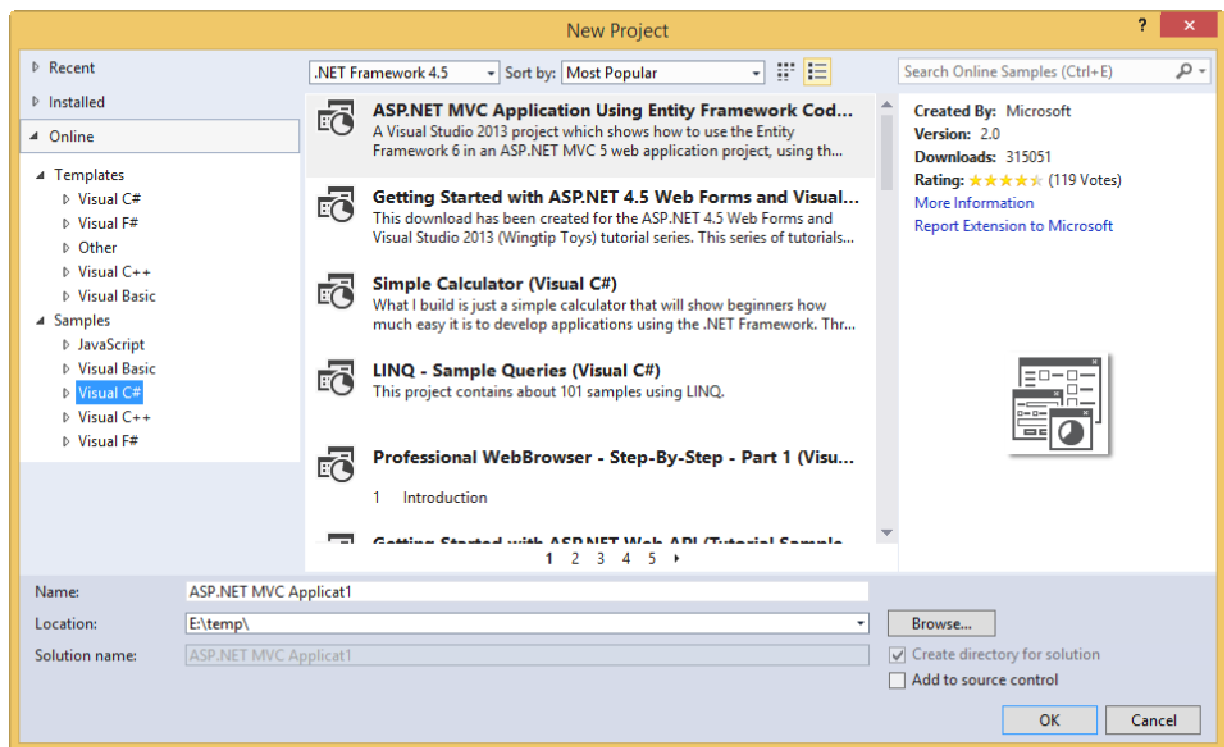 New Project
?
Recent
Installed
Online
Templates
Visual C#
Visual F#
Other
Visual C++
Visual Basic
Samples
JavaScript
Visual Basic
Visual C#
Visual C++
Visual F#
.NET Framework 4.5
Sort by: Most Popular
ASP.NET MVC Application Using Entity Framework Cod...
A Visual Studio 2013 project which shows how to use the Entity
Framework 6 in an ASP.NET MVC 5 web application project, using th...
Getting Started with ASP.NET 4.5 Web Forms and Visual...
This download has been created for the ASP.NET 4.5 Web Forms and
Visual Studio 2013 (Wingtip Toys) tutorial series. This series of tutorials...
Simple Calculator (Visual C#)
What I build is just a simple calculator that will show beginners how
much easy it is to develop applications using the .NET Framework. Thr...
LINQ - Sample Queries (Visual C#)
This project contains about 101 samples using LINQ.
Professional WebBrowser - Step-By-Step - Part 1 (Visu...
1 Introduction
Getting Started with ASP.NET Web API (Tutorial Sample
1 2 3 4 5
Search Online Samples (Ctrl+E)
Created By: Microsoft
Version: 2.0
Downloads: 315051
Rating: (119 Votes)
More Information
Report Extension to Microsoft
Name: ASP.NET MVC Applicat1
Location: E:\temp\
Browse...
Solution name: ASP.NET MVC Applicat1
Create directory for solution
Add to source control
OK
Cancel